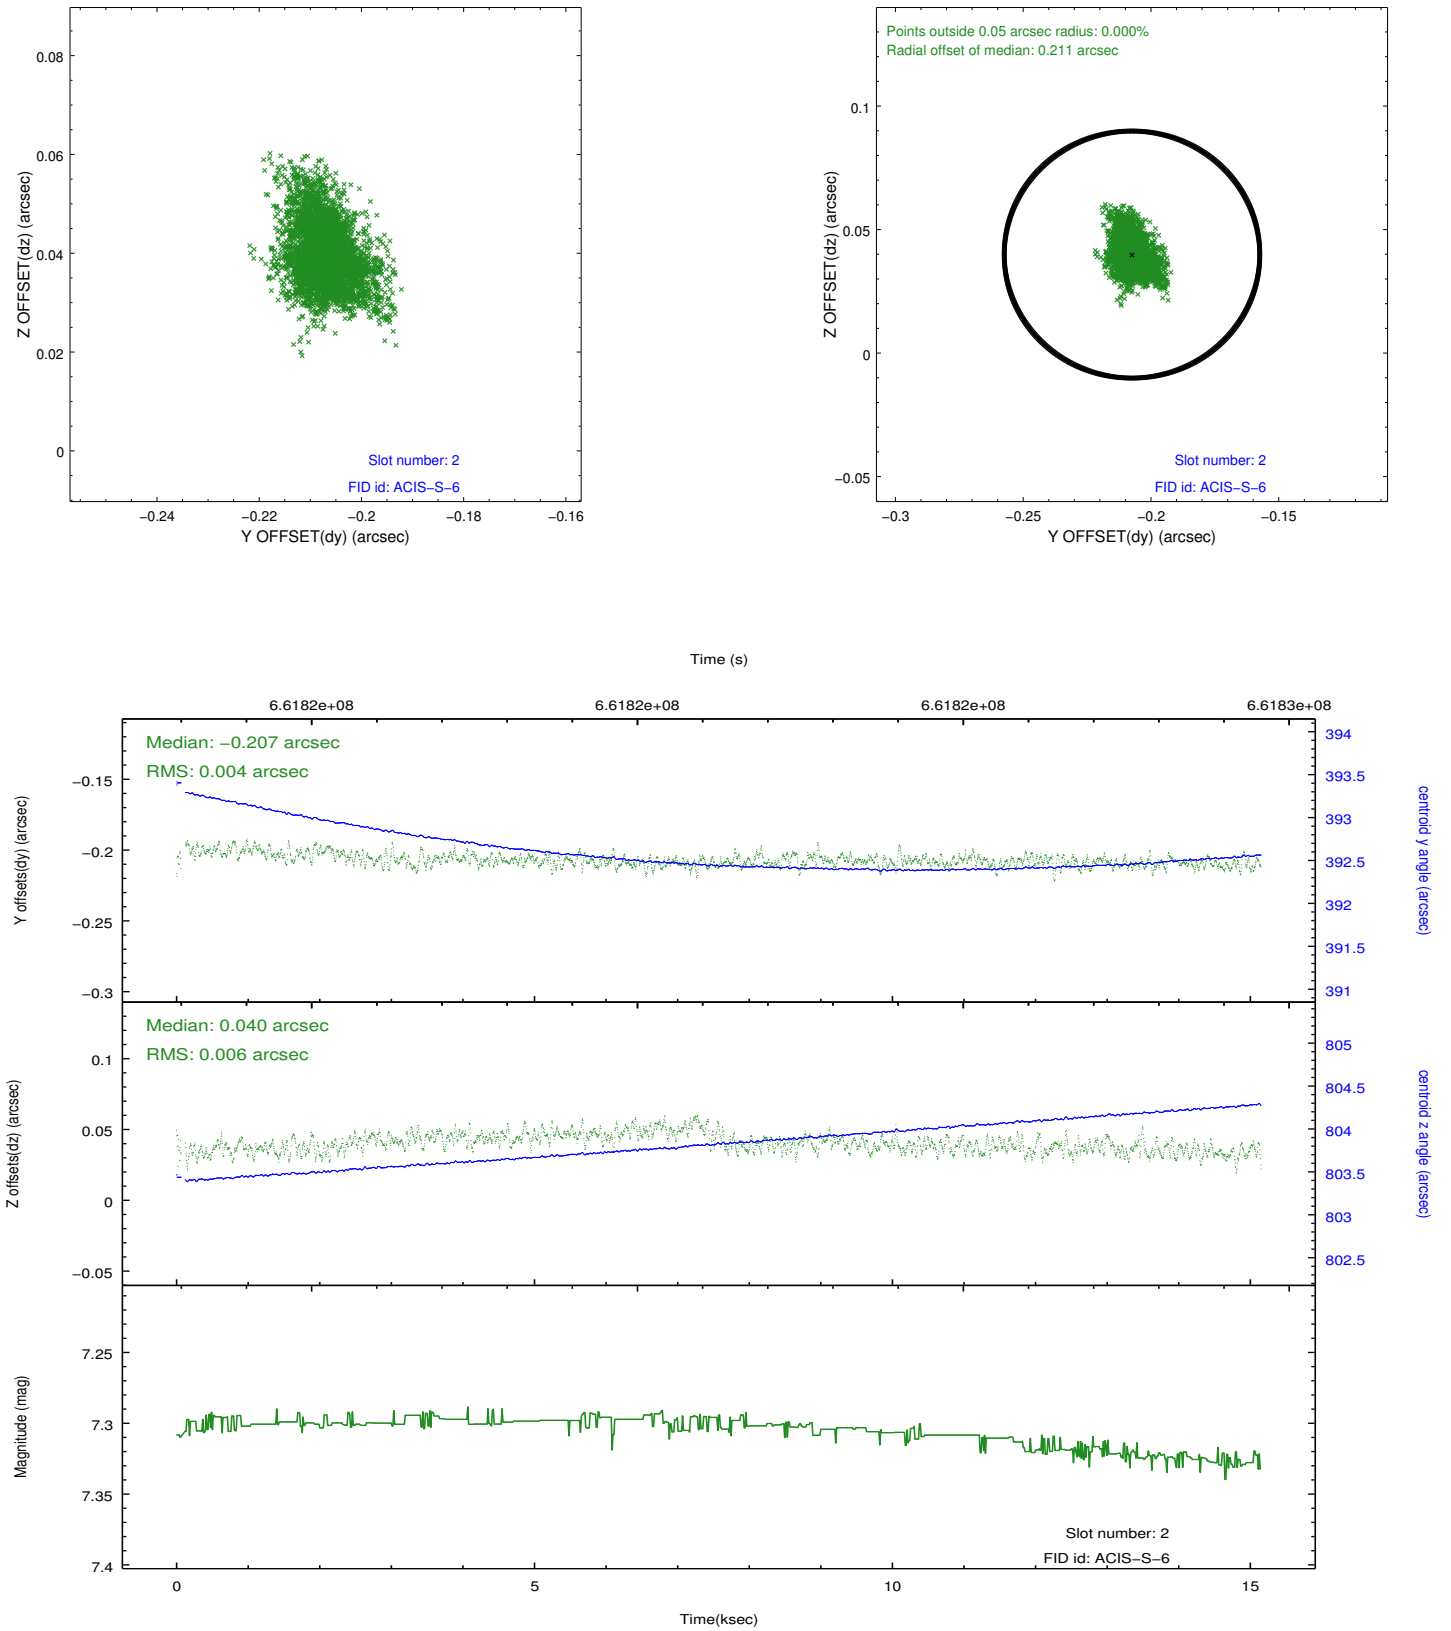 0.08
0.06
0.04
0.02
0
Z OFFSET(dz) (arcsec)
Slot number: 2
FID id: ACIS−S−6
−0.24
−0.22
−0.2
−0.18
−0.16
Y OFFSET(dy) (arcsec)
Points outside 0.05 arcsec radius: 0.000%
Radial offset of median: 0.211 arcsec
0.1
0.05
0
−0.05
Z OFFSET(dz) (arcsec)
Slot number: 2
FID id: ACIS−S−6
−0.3
−0.25
−0.2
−0.15
Y OFFSET(dy) (arcsec)
Time (s)
6.6182e+08
6.6182e+08
6.6182e+08
6.6183e+08
Median: −0.207 arcsec
RMS: 0.004 arcsec
−0.15
−0.2
−0.25
−0.3
Y offsets(dy) (arcsec)
394
393.5
393
392.5
392
391.5
391
centroid y angle (arcsec)
Median: 0.040 arcsec
RMS: 0.006 arcsec
0.1
0.05
0
−0.05
Z offsets(dz) (arcsec)
805
804.5
804
803.5
803
802.5
centroid z angle (arcsec)
7.25
7.3
7.35
7.4
Magnitude (mag)
Slot number: 2
FID id: ACIS−S−6
0
5
10
15
Time(ksec)